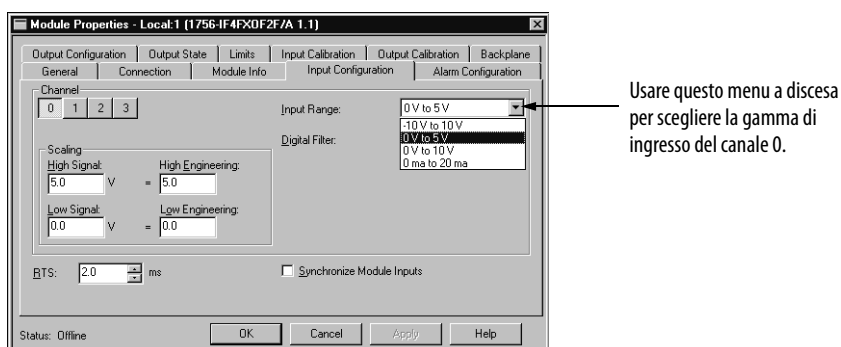 Module Properties - Local:1 (1756-IF4FXOF2F/A 1.1)
Output Configuration
Output State
Limits
Input Calibration
Output Calibration
Backplane
General
Connection
Module Info
Input Configuration
Alarm Configuration
Channel
0
1
2
3
Input Range:
0 V to 5 V
-10 V to 10 V
0 V to 5 V
0 V to 10 V
0 ma to 20 ma
Digital Filter:
Scaling
High Signal:
High Engineering:
5.0 V = 5.0
Low Signal:
Low Engineering:
0.0 V = 0.0
RTS: 2.0 ms
Synchronize Module Inputs
Status: Offline
OK
Cancel
Apply
Help
Usare questo menu a discesa
per scegliere la gamma di
ingresso del canale 0.